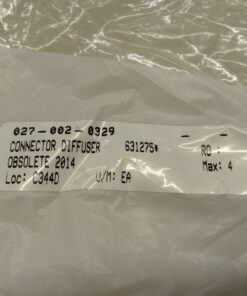 027-002-0329 - -
CONNECTOR DIFFUSER 631275* RO :
OBSOLETE 2014 Max: 4
Loc: C344D U/M: EA